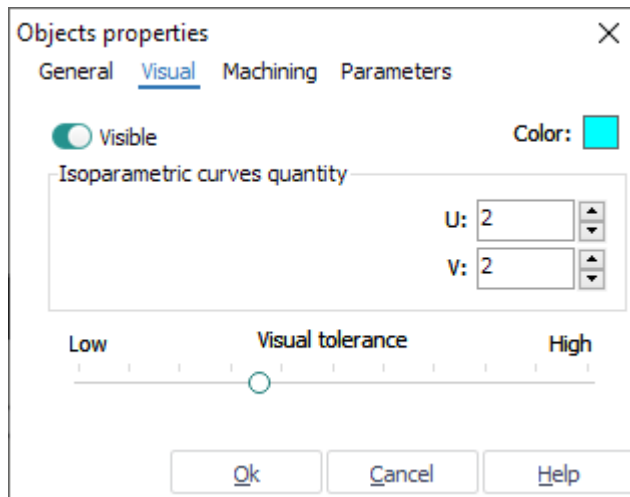 Objects properties
General Visual Machining Parameters
Visible Color:
Isoparametric curves quantity
U: 2
V: 2
Low Visual tolerance High
Ok Cancel Help